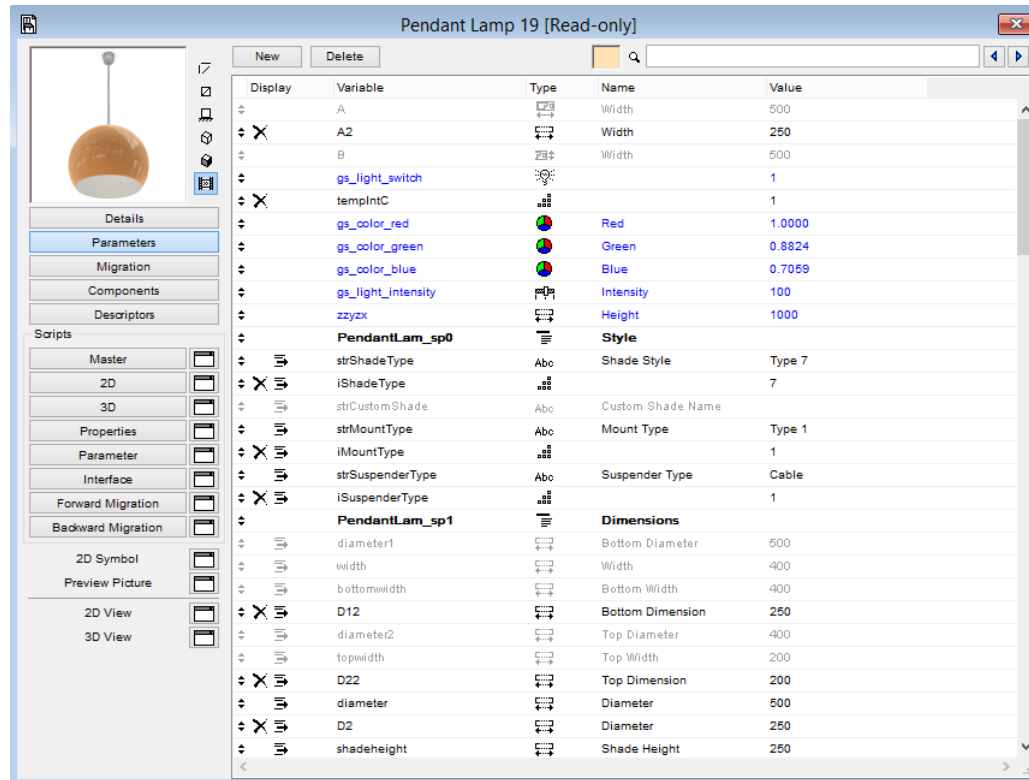 Pendant Lamp 19 [Read-only]
New Delete
Display Variable Type Name Value
A Width 500
A2 Width 250
B Width 500
gs_light_switch 1
tempIntC 1
gs_color_red Red 1.0000
gs_color_green Green 0.8824
gs_color_blue Blue 0.7059
gs_light_intensity Intensity 100
zzyzx Height 1000
PendantLam_sp0 Style
strShadeType Abc Shade Style Type 7
iShadeType 7
strCustomShade Abc Custom Shade Name
strMountType Abc Mount Type Type 1
iMountType 1
strSuspenderType Abc Suspender Type Cable
iSuspenderType 1
PendantLam_sp1 Dimensions
diameter1 Bottom Diameter 500
width Width 400
bottomwidth Bottom Width 400
D12 Bottom Dimension 250
diameter2 Top Diameter 400
topwidth Top Width 200
D22 Top Dimension 200
diameter Diameter 500
D2 Diameter 250
shadeheight Shade Height 250
Details
Parameters
Migration
Components
Descriptors
Scripts
Master
2D
3D
Properties
Parameter
Interface
Forward Migration
Backward Migration
2D Symbol
Preview Picture
2D View
3D View